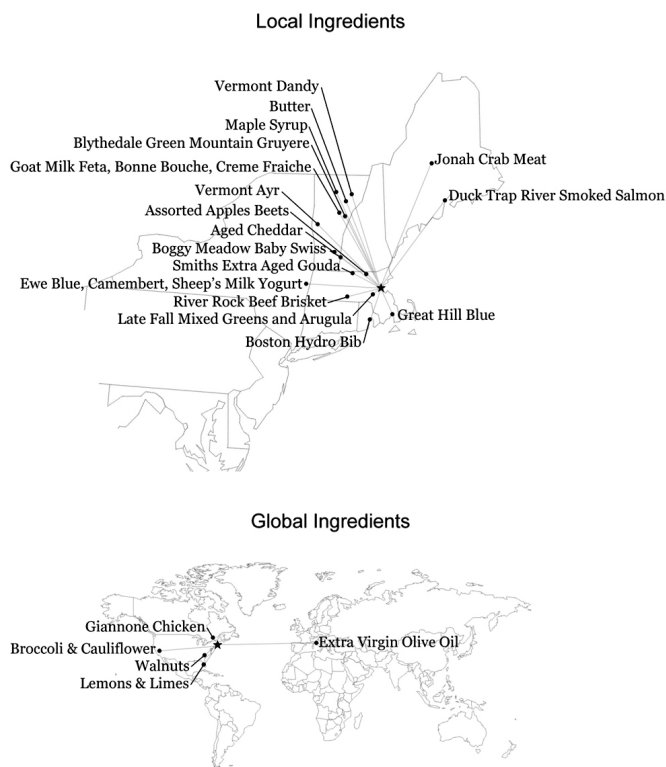 Local Ingredients
Vermont Dandy
Butter
Maple Syrup
Blythedale Green Mountain Gruyere
Goat Milk Feta, Bonne Bouche, Creme Fraiche
Jonah Crab Meat
Vermont Ayr
Duck Trap River Smoked Salmon
Assorted Apples Beets
Aged Cheddar
Boggy Meadow Baby Swiss
Smiths Extra Aged Gouda
Ewe Blue, Camembert, Sheep's Milk Yogurt
River Rock Beef Brisket
Late Fall Mixed Greens and Arugula
Great Hill Blue
Boston Hydro Bib
Global Ingredients
Giannone Chicken
Extra Virgin Olive Oil
Broccoli & Cauliflower
Walnuts
Lemons & Limes